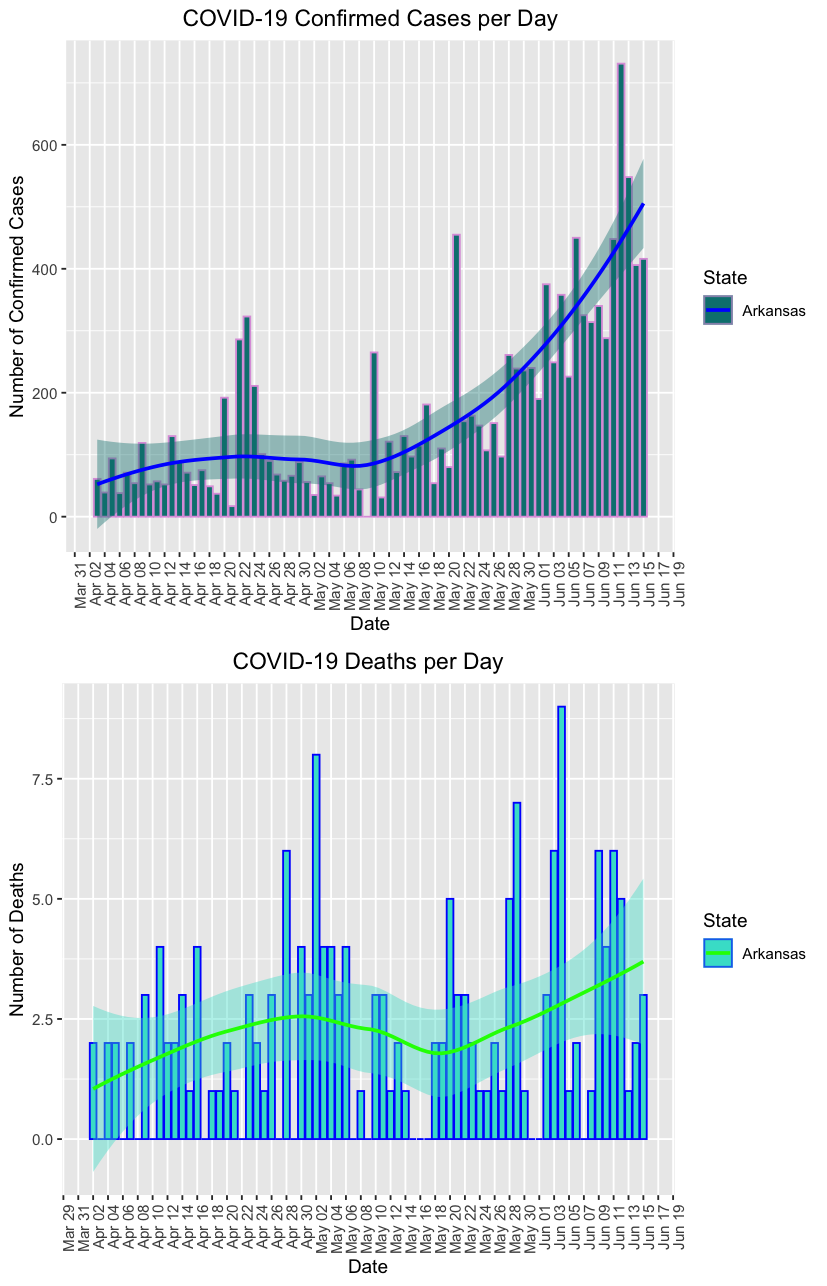 COVID-19 Confirmed Cases per Day
600
400
200
0
Number of Confirmed Cases
Mar 31
Apr 02
Apr 04
Apr 06
Apr 08
Apr 10
Apr 12
Apr 14
Apr 16
Apr 18
Apr 20
Apr 22
Apr 24
Apr 26
Apr 28
Apr 30
May 02
May 04
May 06
May 08
May 10
May 12
May 14
May 16
May 18
May 20
May 22
May 24
May 26
May 28
May 30
Jun 01
Jun 03
Jun 05
Jun 07
Jun 09
Jun 11
Jun 13
Jun 15
Jun 17
Jun 19
Date
State
Arkansas
COVID-19 Deaths per Day
7.5
5.0
2.5
0.0
Number of Deaths
Mar 29
Mar 31
Apr 02
Apr 04
Apr 06
Apr 08
Apr 10
Apr 12
Apr 14
Apr 16
Apr 18
Apr 20
Apr 22
Apr 24
Apr 26
Apr 28
Apr 30
May 02
May 04
May 06
May 08
May 10
May 12
May 14
May 16
May 18
May 20
May 22
May 24
May 26
May 28
May 30
Jun 01
Jun 03
Jun 05
Jun 07
Jun 09
Jun 11
Jun 13
Jun 15
Jun 17
Jun 19
Date
State
Arkansas